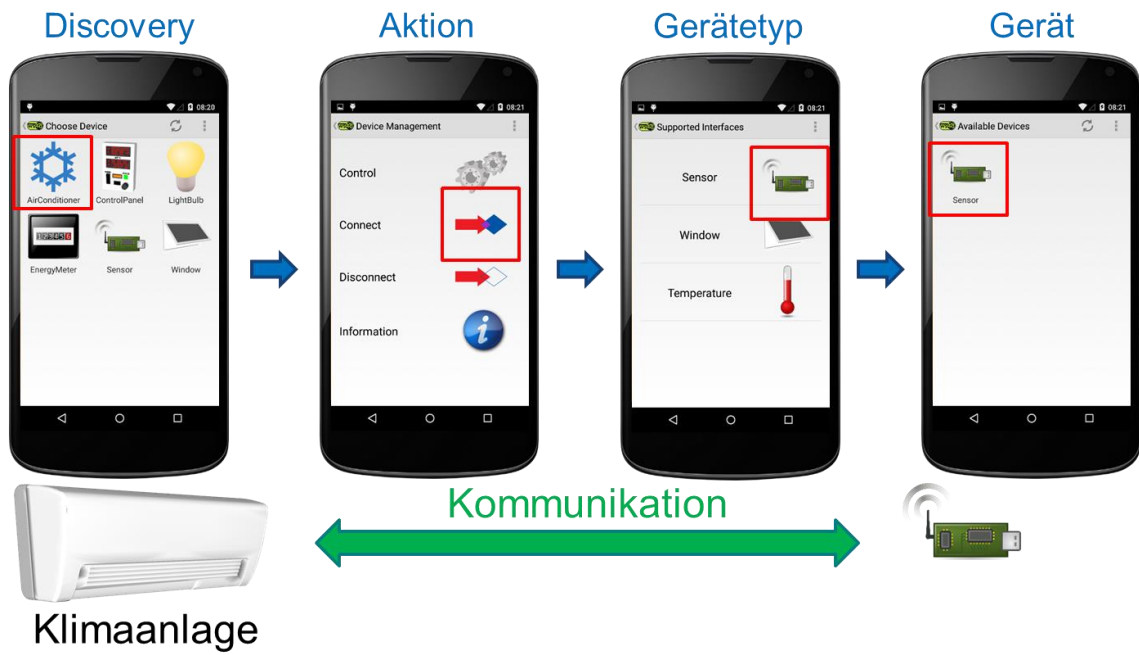 Discovery
Aktion
Gerätetyp
Gerät
08:20
Choose Device
AirConditioner
ControlPanel
LightBulb
EnergyMeter
Sensor
Window
08:21
Device Management
Control
Connect
Disconnect
Information
08:21
Supported Interfaces
Sensor
Window
Temperature
08:21
Available Devices
Sensor
Kommunikation
Klimaanlage